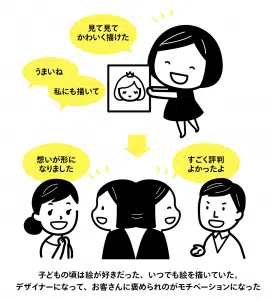 見て見て
かわいく描けた
うまいね
私にも描いて
想いが形に
なりました
すごく評判
よかったよ
子どもの頃は絵が好きだった、いつでも絵を描いていた。
デザイナーになって、お客さんに褒められのがモチベーションになった